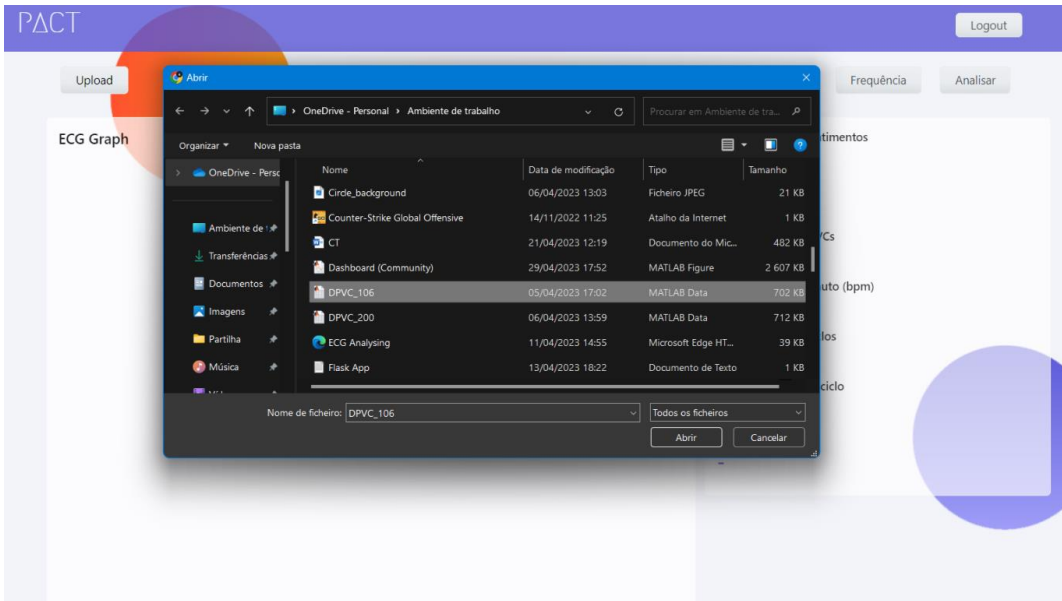 PACT
Logout
Upload
Frequência
Analisar
ECG Graph
Abrir
OneDrive - Personal › Ambiente de trabalho
Procurar em Ambiente de tra...
Organizar
Nova pasta
OneDrive - Persc
Ambiente de
Transferências
Documentos
Imagens
Partilha
Música
Nome Data de modificação Tipo Tamanho
Circle_background 06/04/2023 13:03 Ficheiro JPEG 21 KB
Counter-Strike Global Offensive 14/11/2022 11:25 Atalho da Internet 1 KB
CT 21/04/2023 12:19 Documento do Mic... 482 KB
Dashboard (Community) 29/04/2023 17:52 MATLAB Figure 2 607 KB
DPVC_106 05/04/2023 17:02 MATLAB Data 702 KB
DPVC_200 06/04/2023 13:59 MATLAB Data 712 KB
ECG Analysing 11/04/2023 14:55 Microsoft Edge HT... 39 KB
Flask App 13/04/2023 18:22 Documento de Texto 1 KB
Nome de ficheiro: DPVC_106
Todos os ficheiros
Abrir
Cancelar
timentos
Cs
uto (bpm)
los
ciclo